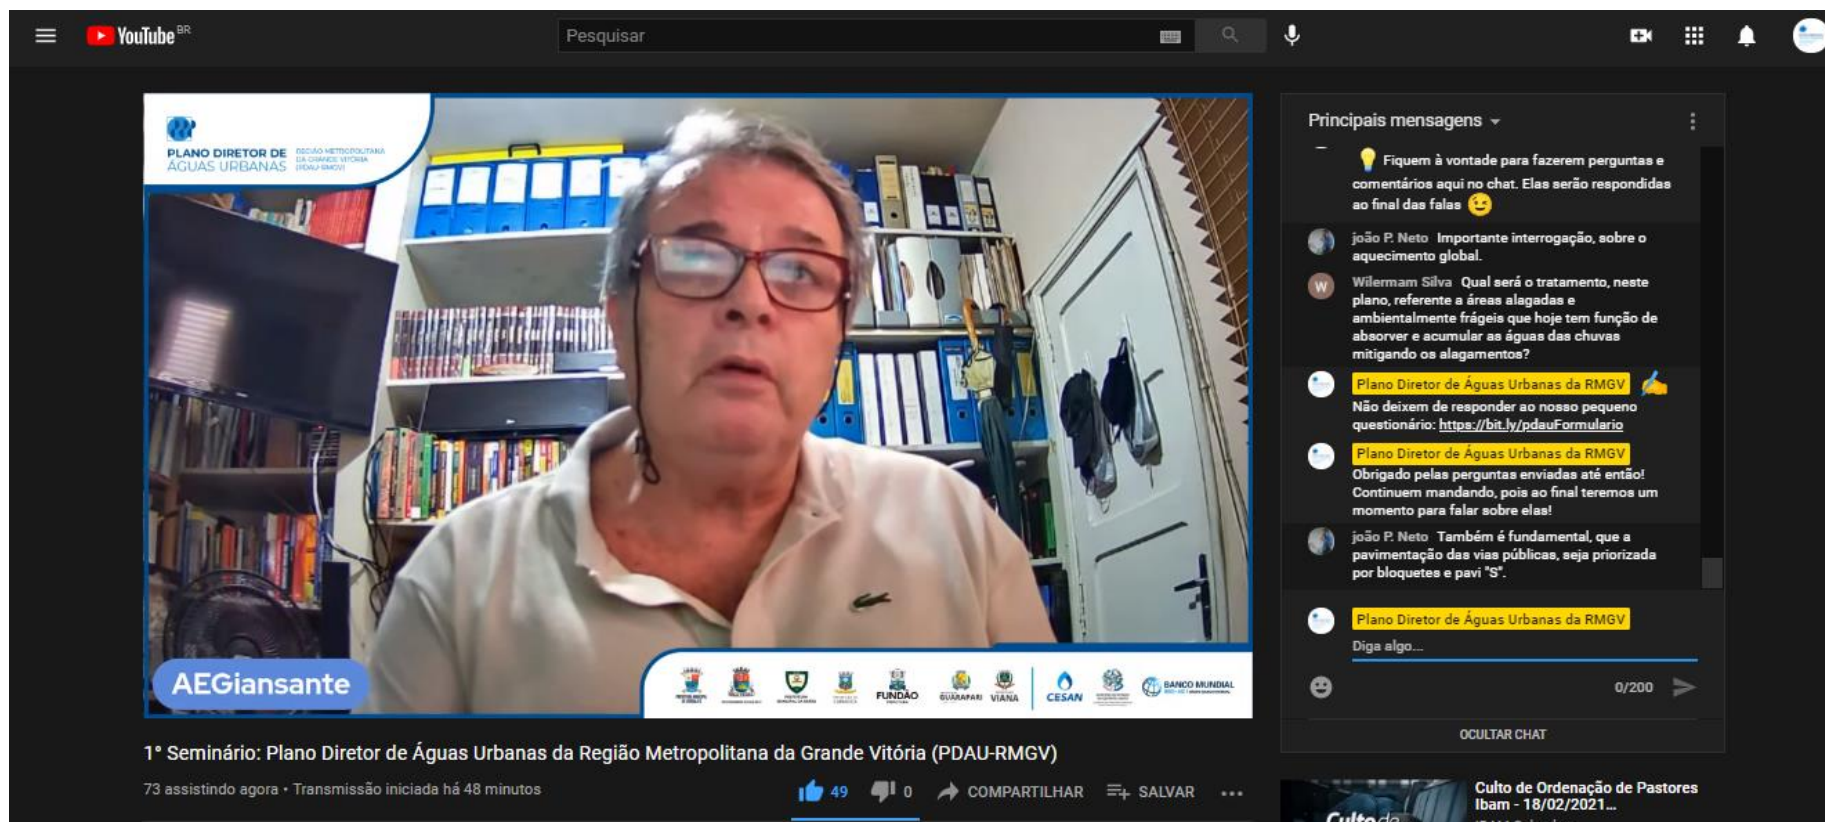 YouTube BR
Pesquisar
PLANO DIRETOR DE
ÁGUAS URBANAS
REGIÃO METROPOLITANA
DA GRANDE VITÓRIA
(PDAU-RMGV)
AEGiansante
FUNDÃO
GUARAPARI
VIANA
CESAN
BANCO MUNDIAL
1° Seminário: Plano Diretor de Águas Urbanas da Região Metropolitana da Grande Vitória (PDAU-RMGV)
73 assistindo agora • Transmissão iniciada há 48 minutos
49
0
COMPARTILHAR
SALVAR
Principais mensagens
Fiquem à vontade para fazerem perguntas e
comentários aqui no chat. Elas serão respondidas
ao final das falas
joão P. Neto Importante interrogação, sobre o
aquecimento global.
W
Wilermam Silva Qual será o tratamento, neste
plano, referente a áreas alagadas e
ambientalmente frágeis que hoje tem função de
absorver e acumular as águas das chuvas
mitigando os alagamentos?
Plano Diretor de Águas Urbanas da RMGV
Não deixem de responder ao nosso pequeno
questionário: https://bit.ly/pdauFormulario
Plano Diretor de Águas Urbanas da RMGV
Obrigado pelas perguntas enviadas até então!
Continuem mandando, pois ao final teremos um
momento para falar sobre elas!
joão P. Neto Também é fundamental, que a
pavimentação das vias públicas, seja priorizada
por bloquetes e pavi "S".
Plano Diretor de Águas Urbanas da RMGV
Diga algo...
0/200
OCULTAR CHAT
Culto de Ordenação de Pastores
Ibam - 18/02/2021...
Culto de